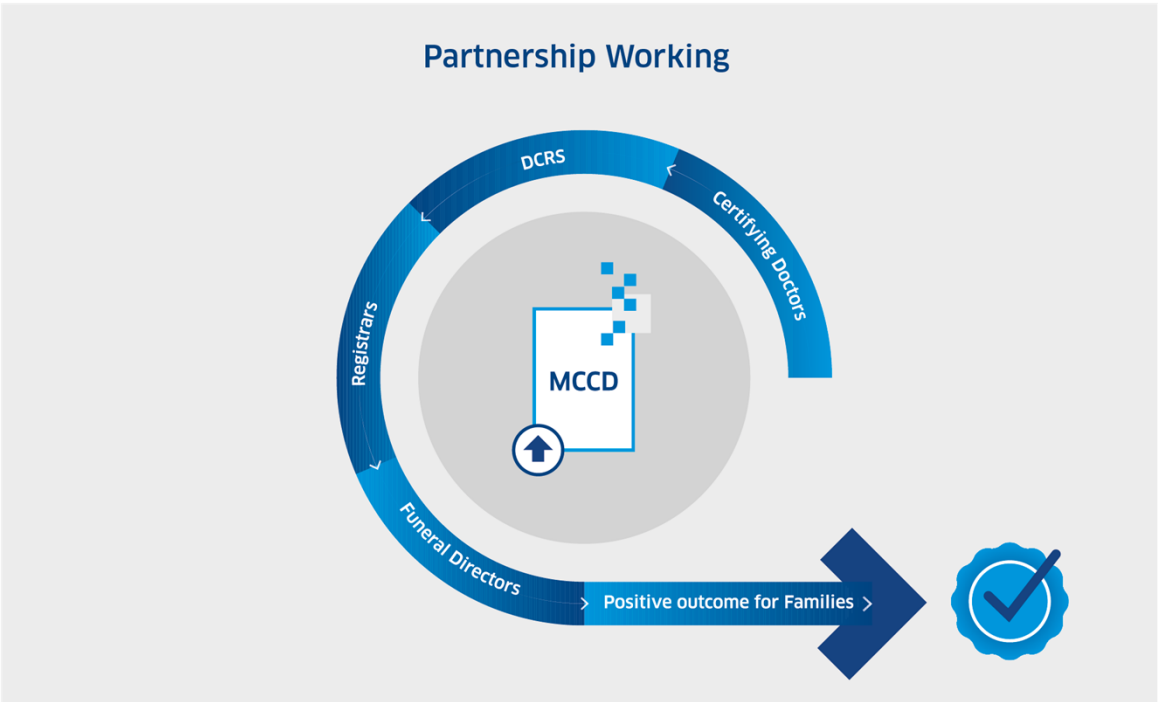 Partnership Working
Certifying Doctors
DCRS
Registrars
Funeral Directors
Positive outcome for Families
MCCD